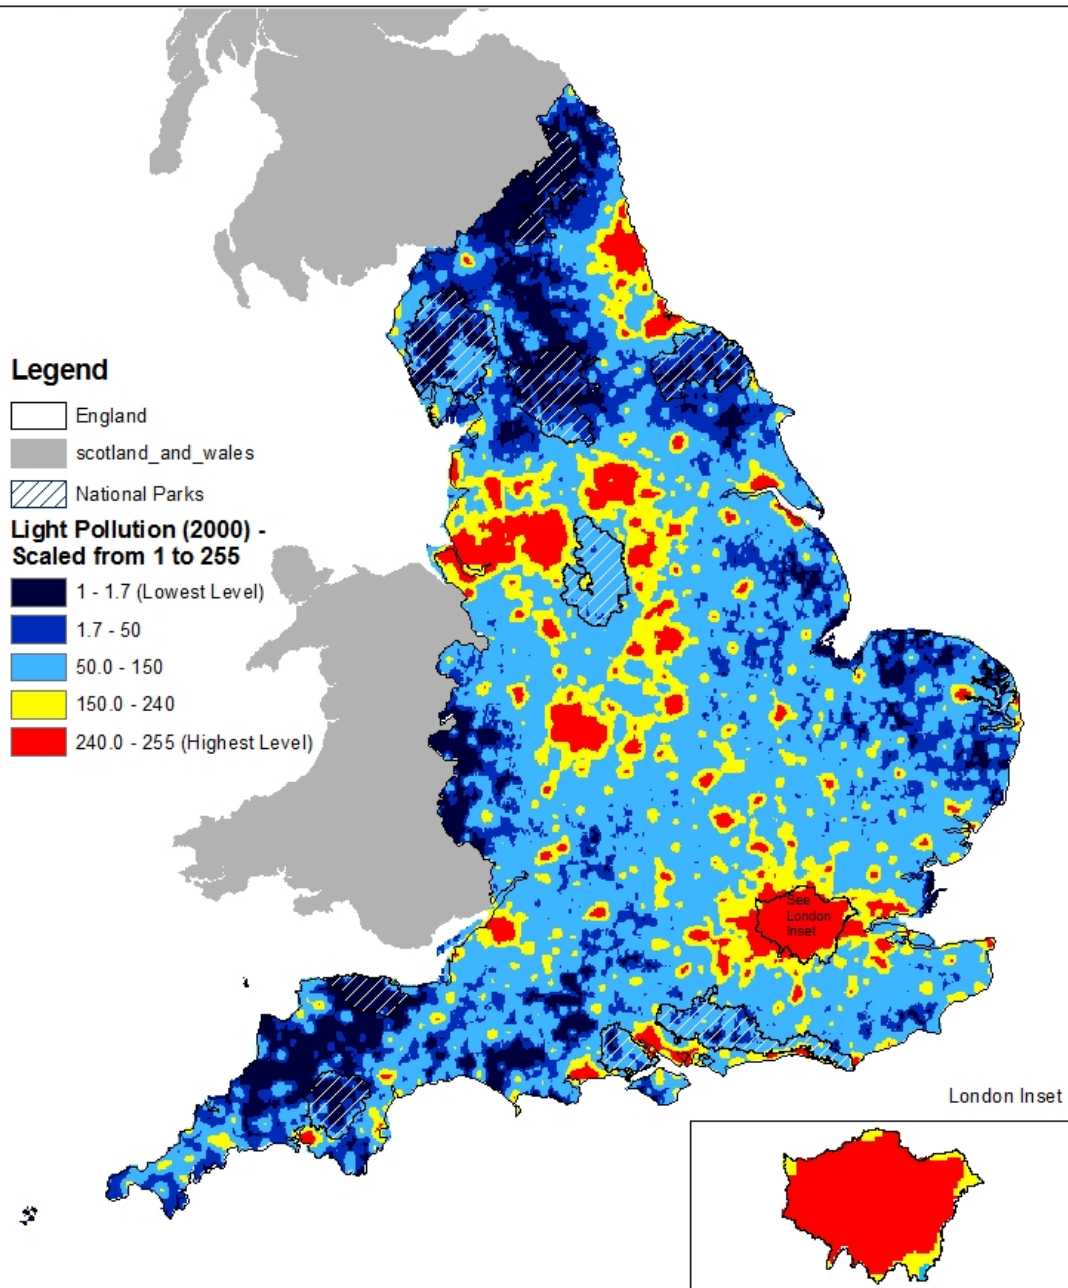 Legend
England
scotland_and_wales
National Parks
Light Pollution (2000) -
Scaled from 1 to 255
1 - 1.7 (Lowest Level)
1.7 - 50
50.0 - 150
150.0 - 240
240.0 - 255 (Highest Level)
See
London
Inset
London Inset